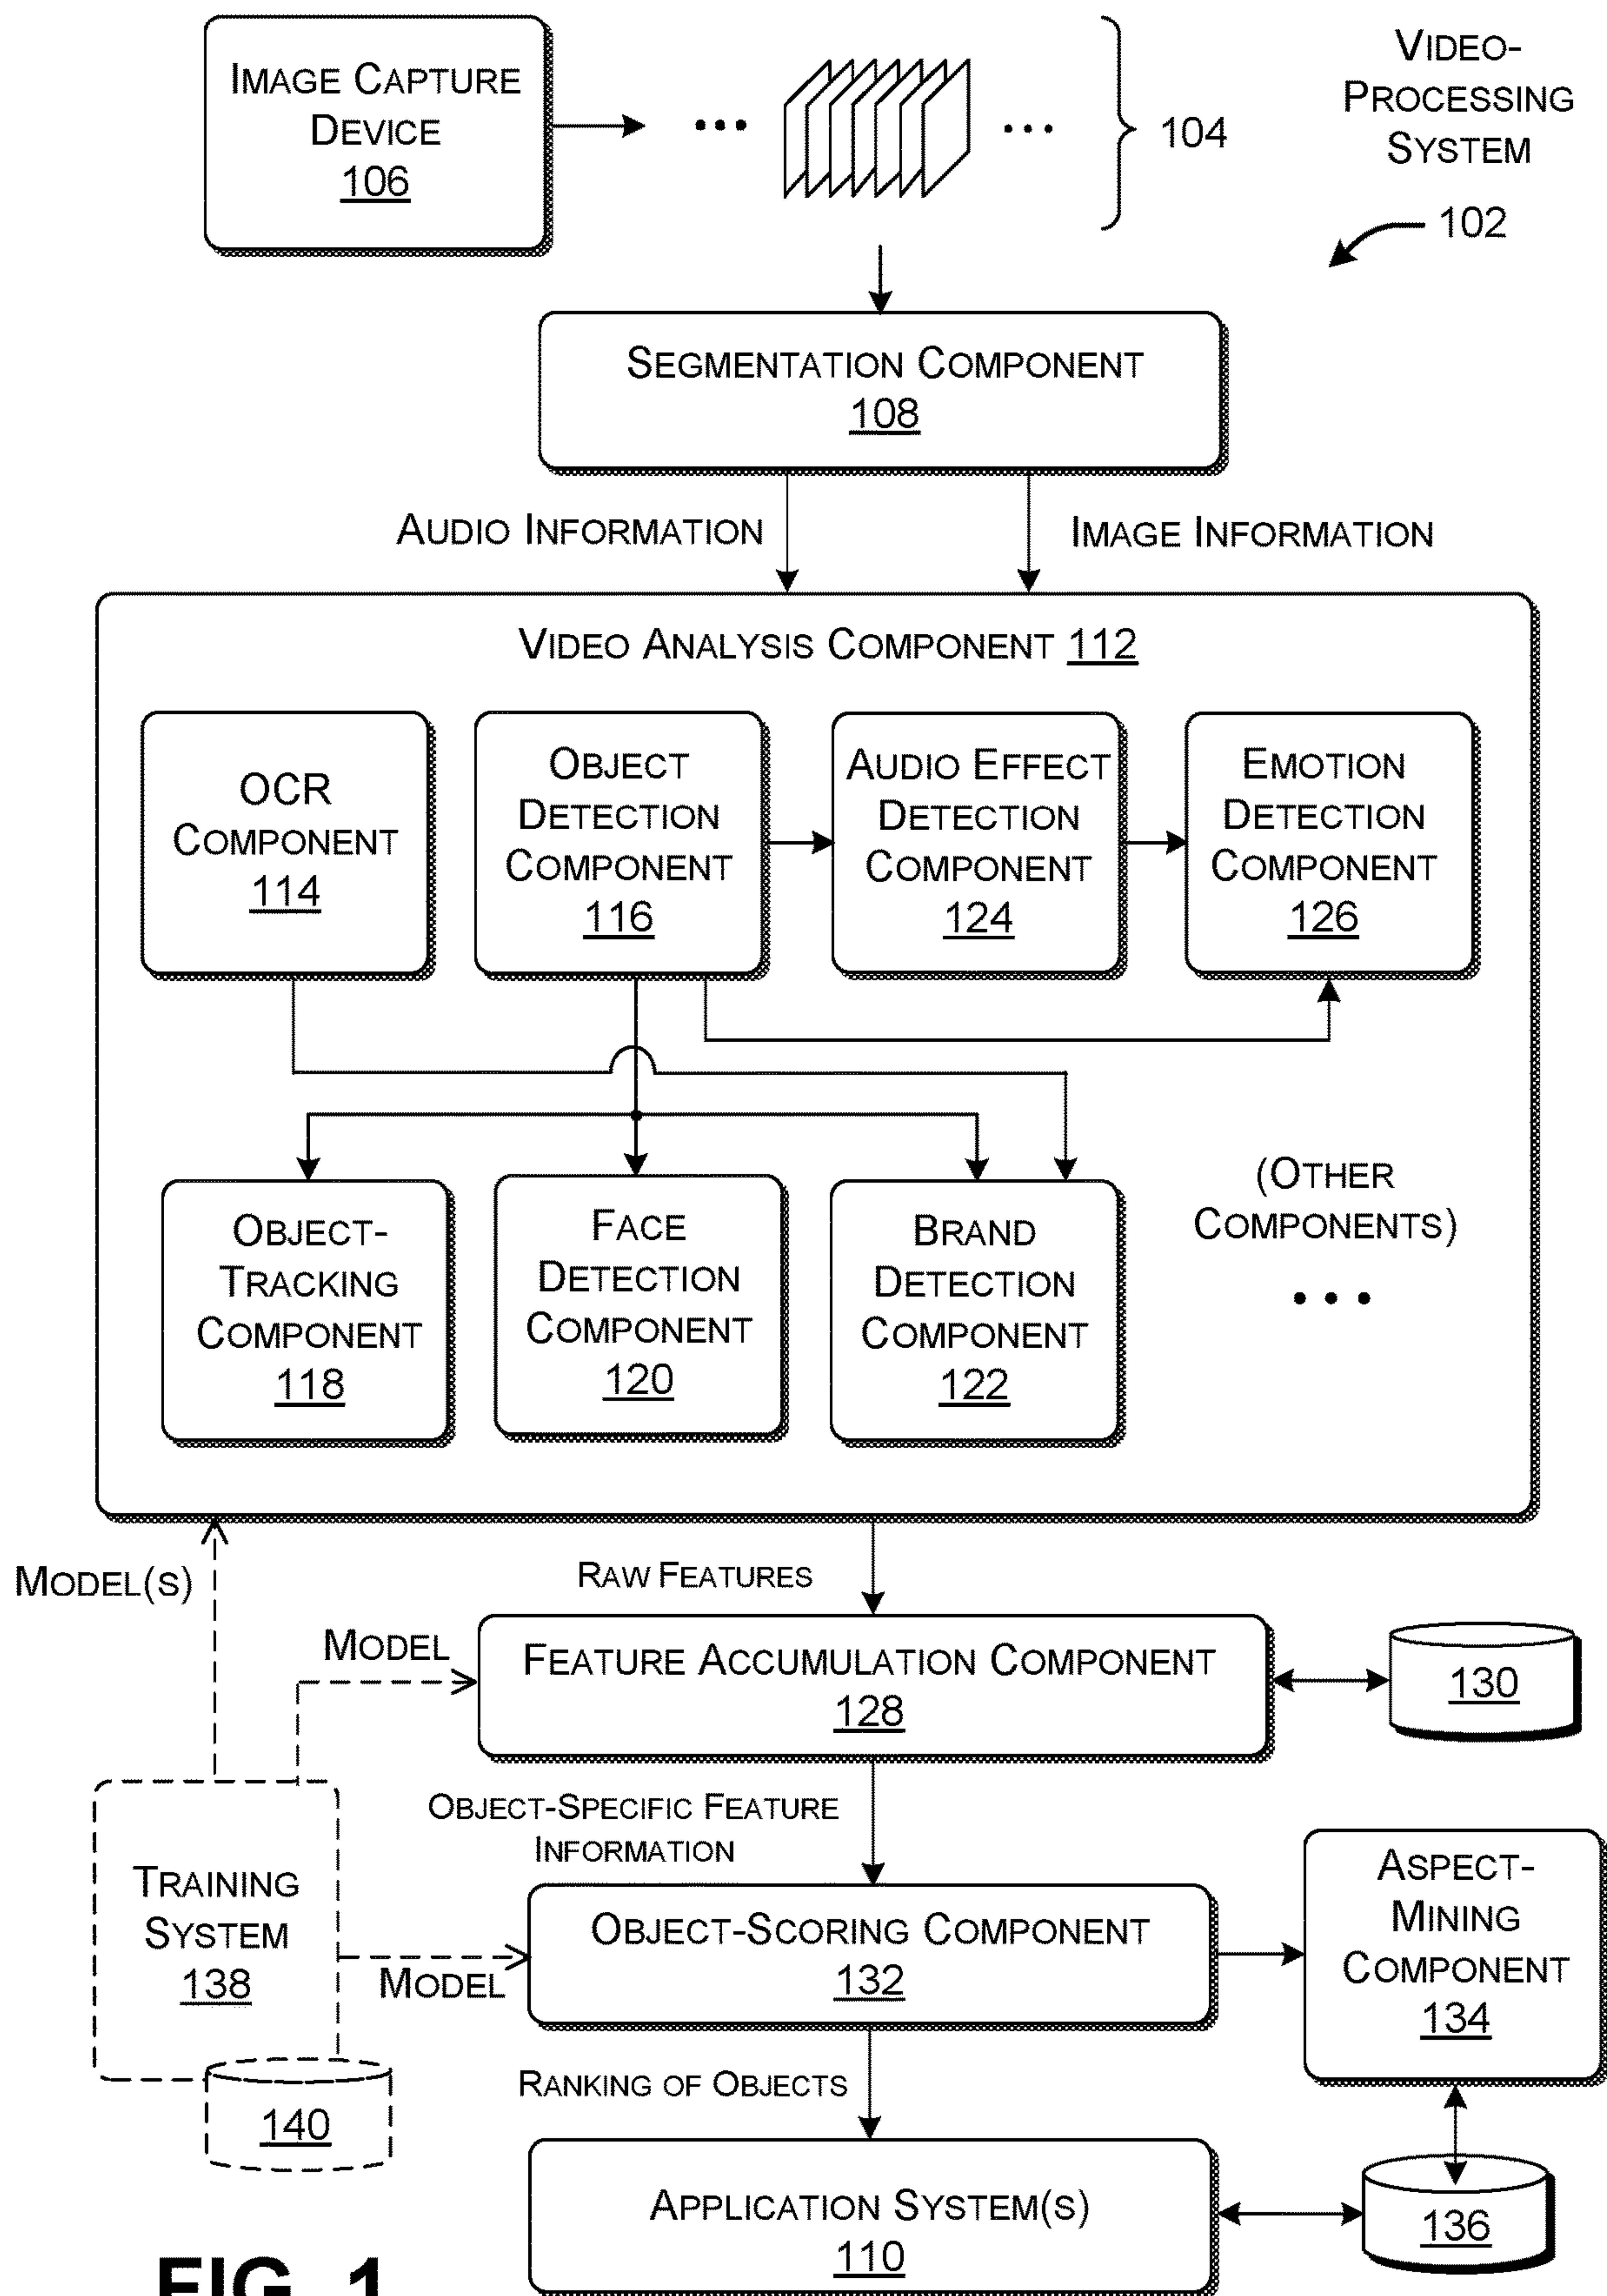 IMAGE CAPTURE
DEVICE
106
104
VIDEO-
PROCESSING
SYSTEM
102
SEGMENTATION COMPONENT
108
AUDIO INFORMATION
IMAGE INFORMATION
VIDEO ANALYSIS COMPONENT 112
OCR
COMPONENT
114
OBJECT
DETECTION
COMPONENT
116
AUDIO EFFECT
DETECTION
COMPONENT
124
EMOTION
DETECTION
COMPONENT
126
OBJECT-
TRACKING
COMPONENT
118
FACE
DETECTION
COMPONENT
120
BRAND
DETECTION
COMPONENT
122
(OTHER
COMPONENTS)
MODEL(S)
RAW FEATURES
MODEL
FEATURE ACCUMULATION COMPONENT
128
130
OBJECT-SPECIFIC FEATURE
INFORMATION
TRAINING
SYSTEM
138
MODEL
OBJECT-SCORING COMPONENT
132
ASPECT-
MINING
COMPONENT
134
140
RANKING OF OBJECTS
APPLICATION SYSTEM(S)
110
136
FIG. 1